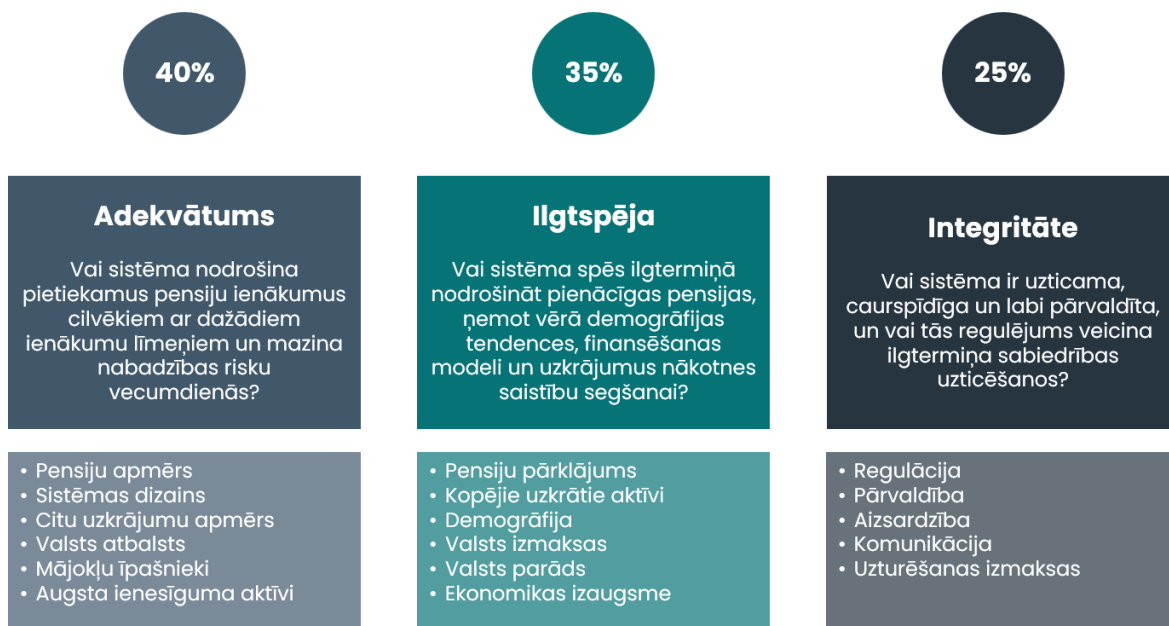 40%
Adekvātums
Vai sistēma nodrošina
pietiekamus pensiju ienākumus
cilvēkiem ar dažādiem
ienākumu līmeņiem un mazina
nabadzības risku
vecumdienās?
• Pensiju apmērs
• Sistēmas dizains
• Citu uzkrājumu apmērs
• Valsts atbalsts
• Mājokļu īpašnieki
• Augsta ienesīguma aktīvi
35%
Ilgtspēja
Vai sistēma spēs ilgtermiņā
nodrošināt pienācīgas pensijas,
ņemot vērā demogrāfijas
tendences, finansēšanas
modeli un uzkrājumus nākotnes
saistību segšanai?
• Pensiju pārklājums
• Kopējie uzkrātie aktīvi
• Demogrāfija
• Valsts izmaksas
• Valsts parāds
• Ekonomikas izaugsme
25%
Integritāte
Vai sistēma ir uzticama,
caurspīdīga un labi pārvaldīta,
un vai tās regulējums veicina
ilgtermiņa sabiedrības
uzticēšanos?
• Regulācija
• Pārvaldība
• Aizsardzība
• Komunikācija
• Uzturēšanas izmaksas